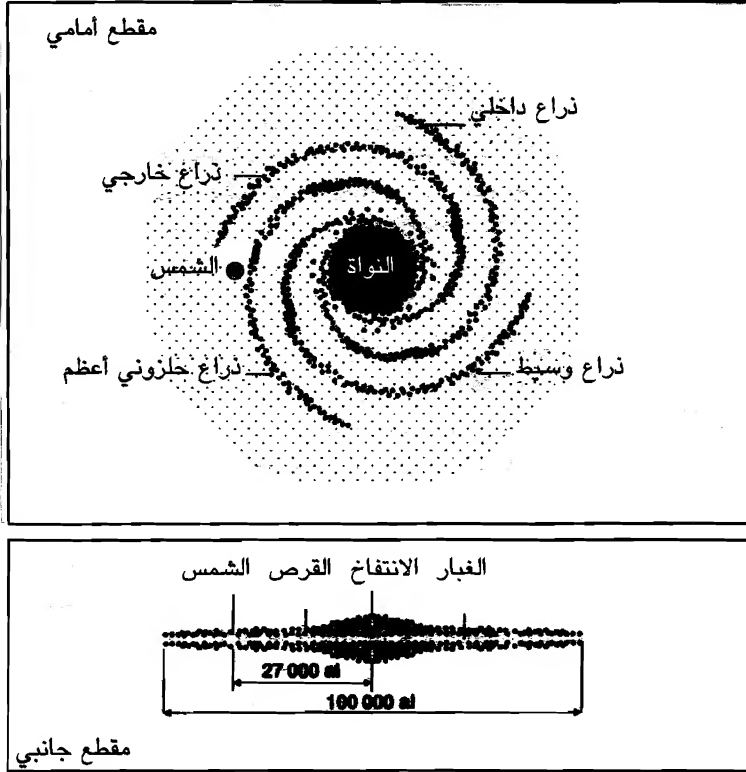 مقطع أمامي
ذراع داخلي
ذراع خارجي
الشمس
النواة
ذراع وسيط
ذراع حلزوني أعظم
الغبار الانتفاخ القرص الشمس
27 000 al
100 000 al
مقطع جانبي